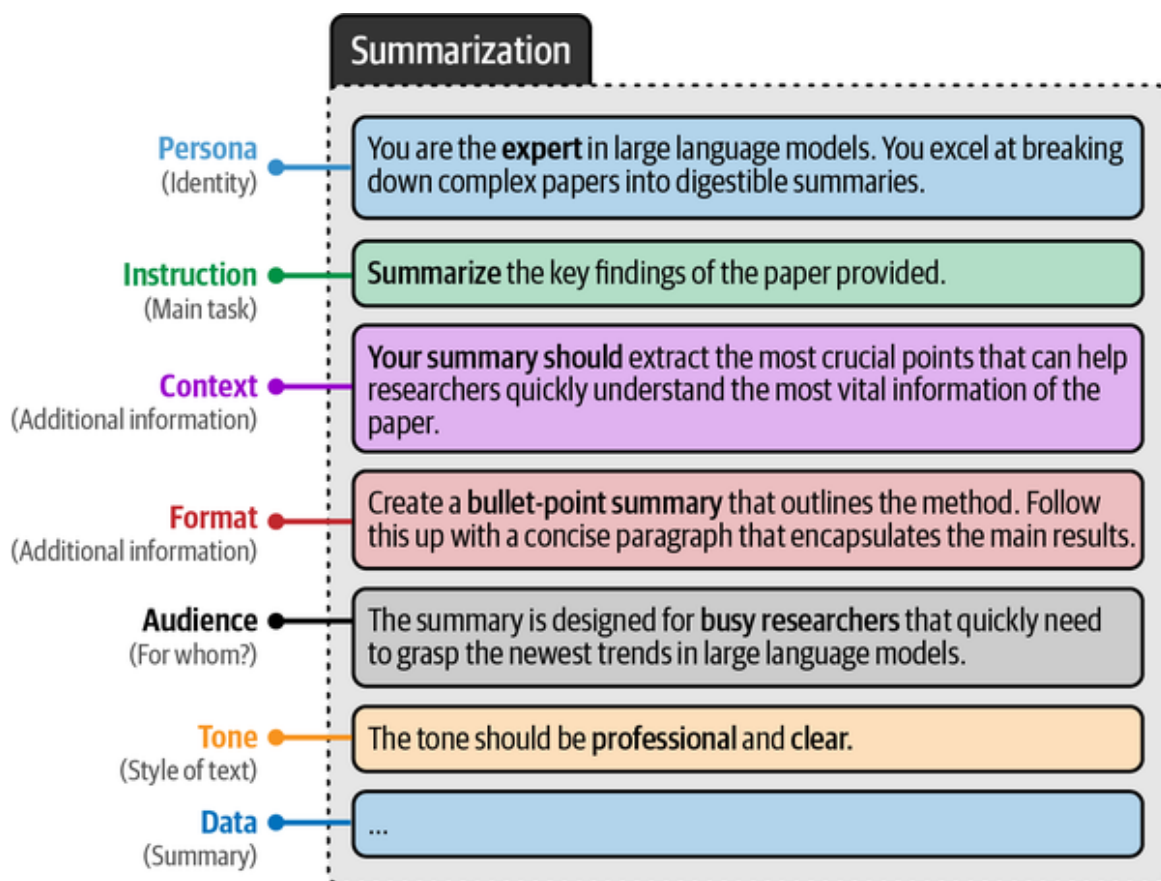 Summarization
Persona
(Identity)
You are the expert in large language models. You excel at breaking
down complex papers into digestible summaries.
Instruction
(Main task)
Summarize the key findings of the paper provided.
Context
(Additional information)
Your summary should extract the most crucial points that can help
researchers quickly understand the most vital information of the
paper.
Format
(Additional information)
Create a bullet-point summary that outlines the method. Follow
this up with a concise paragraph that encapsulates the main results.
Audience
(For whom?)
The summary is designed for busy researchers that quickly need
to grasp the newest trends in large language models.
Tone
(Style of text)
The tone should be professional and clear.
Data
(Summary)
...